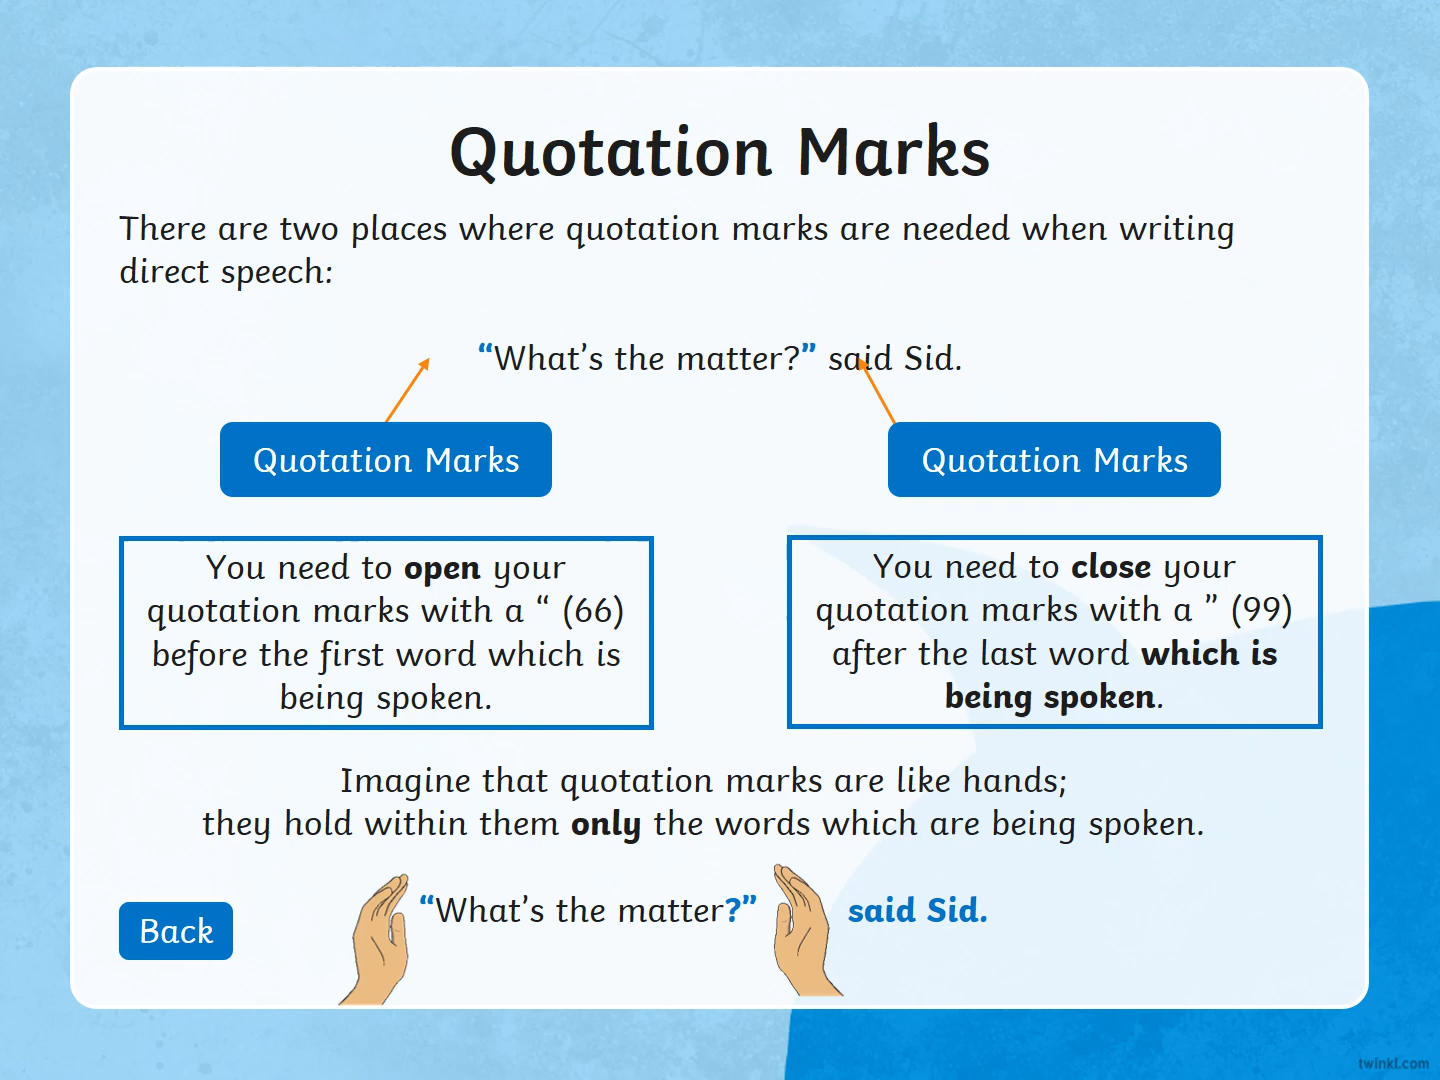 Quotation Marks
There are two places where quotation marks are needed when writing
direct speech:
“What’s the matter?” said Sid.
Quotation Marks
Quotation Marks
You need to open your
quotation marks with a “ (66)
before the first word which is
being spoken.
You need to close your
quotation marks with a ” (99)
after the last word which is
being spoken.
Imagine that quotation marks are like hands;
they hold within them only the words which are being spoken.
“What’s the matter?” said Sid.
Back
twinkl.com